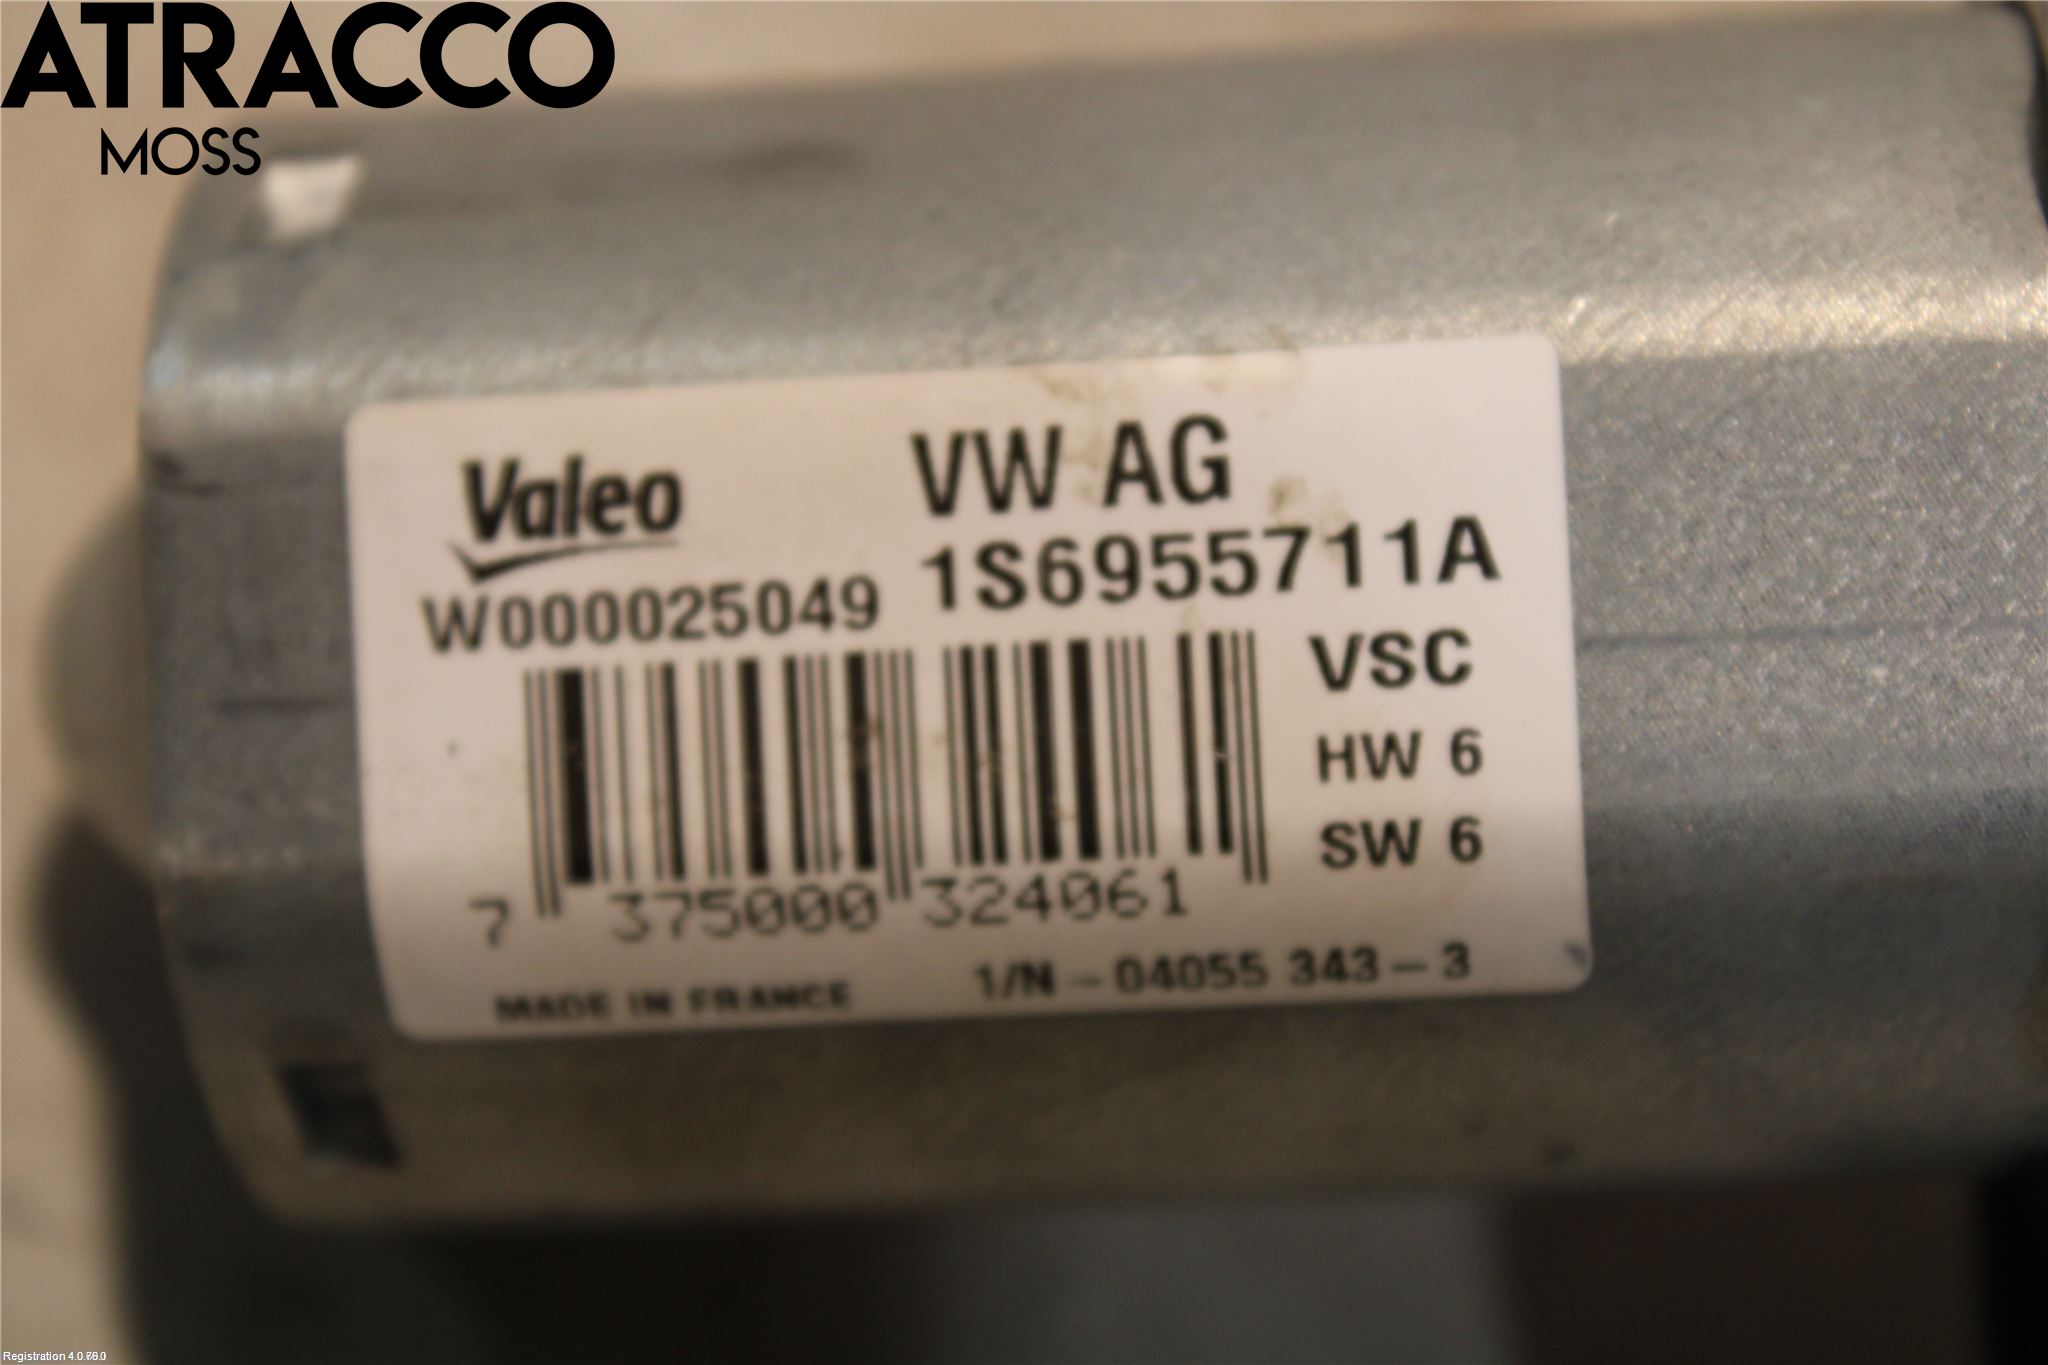 ATRACCO
MOSS
Valeo
VW AG
W000025049
1S6955711A
VSC
HW 6
SW 6
7 375000 324061
MADE IN FRANCE
1/N - 04055 343 - 3